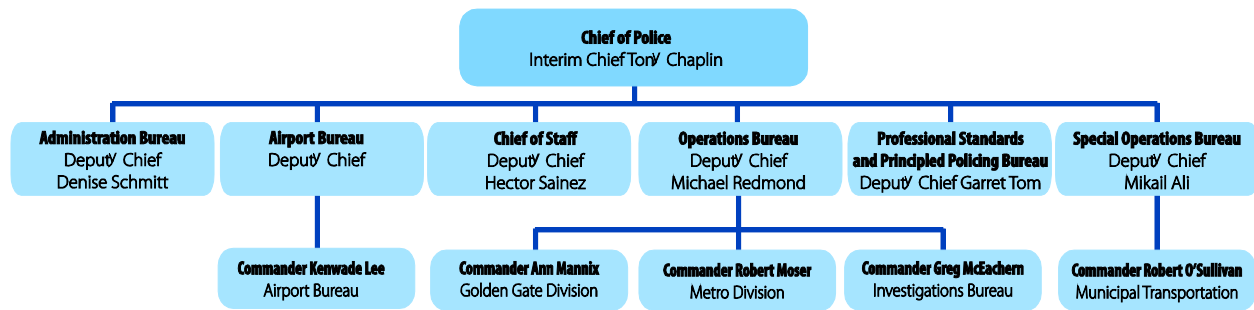 Chief of Police
Interim Chief Tony Chaplin
Administration Bureau
Deputy Chief
Denise Schmitt
Airport Bureau
Deputy Chief
Chief of Staff
Deputy Chief
Hector Sainez
Operations Bureau
Deputy Chief
Michael Redmond
Professional Standards
and Principled Policing Bureau
Deputy Chief Garret Tom
Special Operations Bureau
Deputy Chief
Mikail Ali
Commander Kenwade Lee
Airport Bureau
Commander Ann Mannix
Golden Gate Division
Commander Robert Moser
Metro Division
Commander Greg McEachern
Investigations Bureau
Commander Robert O’Sullivan
Municipal Transportation